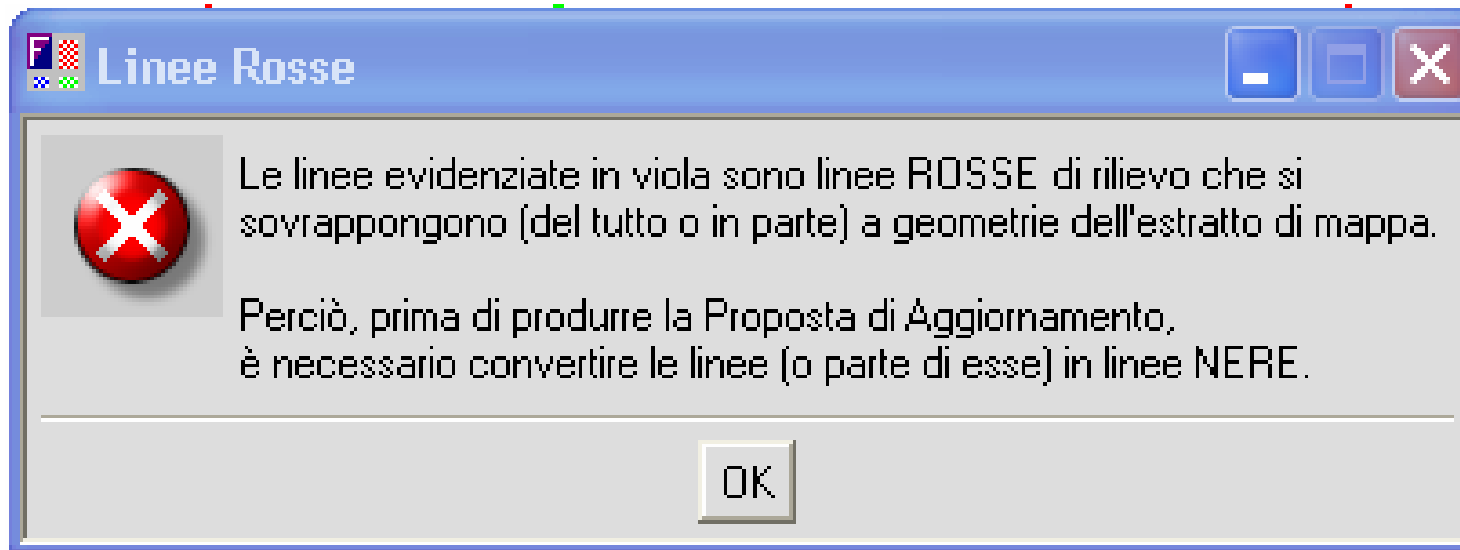 Linee Rosse
Le linee evidenziate in viola sono linee ROSSE di rilievo che si
sovrappongono (del tutto o in parte) a geometrie dell'estratto di mappa.
Perciò, prima di produrre la Proposta di Aggiornamento,
è necessario convertire le linee (o parte di esse) in linee NERE.
OK